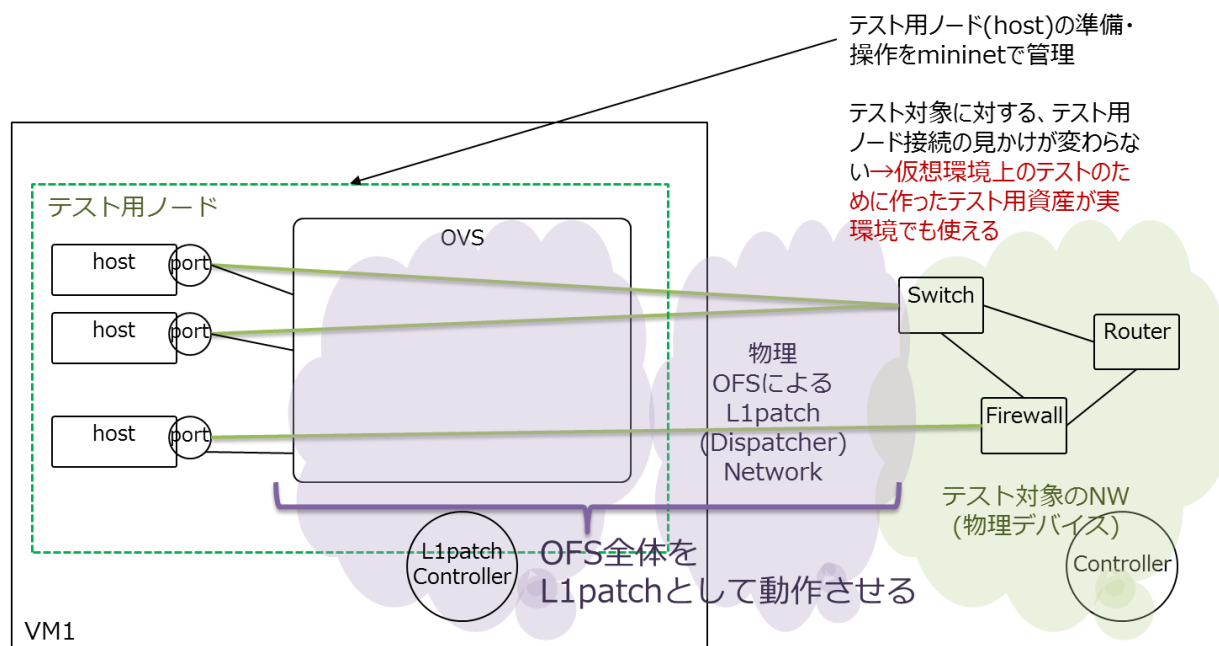 テスト用ノード(host)の準備・
操作をmininetで管理
テスト対象に対する、テスト用
ノード接続の見かけが変わらな
い→仮想環境上のテストのた
めに作ったテスト用資産が実
環境でも使える
テスト用ノード
OVS
host
port
host
port
host
port
Switch
Router
Firewall
物理
OFSによる
L1patch
(Dispatcher)
Network
テスト対象のNW
(物理デバイス)
L1patch
Controller
OFS全体を
L1patchとして動作させる
Controller
VM1